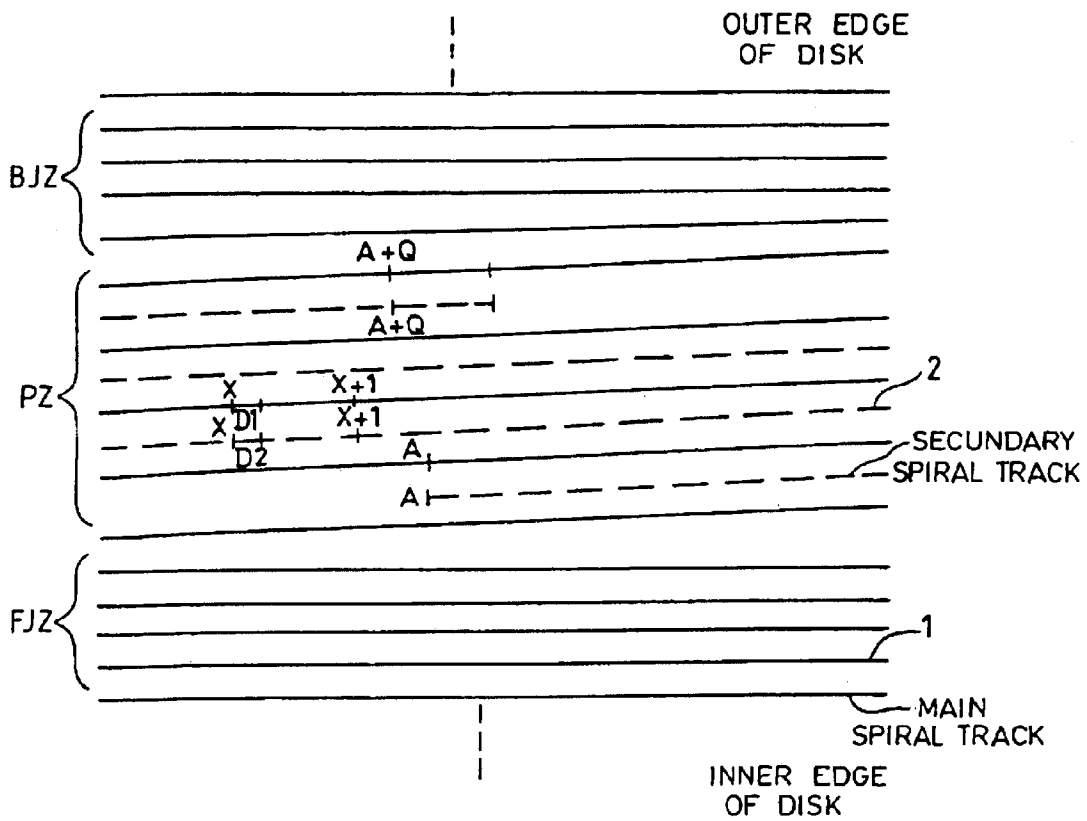 OUTER EDGE
OF DISK
BJZ
A+Q
A+Q
PZ
X
X+1
2
X
D1
X+1
D2
A
SECUNDARY
SPIRAL TRACK
A
FJZ
1
MAIN
SPIRAL TRACK
INNER EDGE
OF DISK